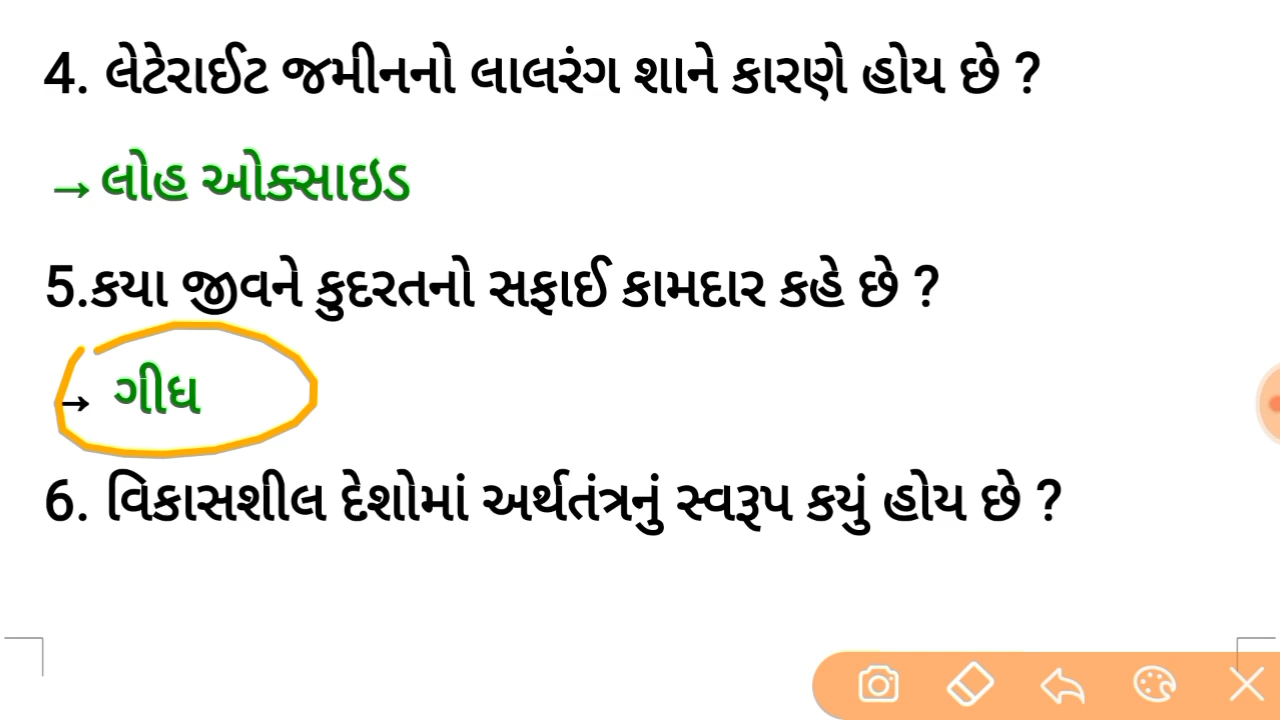 4. લેટેરાઈટ જમીનનો લાલરંગ શાને કારણે હોય છે ?
→ લોહ ઓક્સાઇડ
5.કયા જીવને કુદરતનો સફાઈ કામદાર કહે છે ?
→ ગીધ
6. વિકાસશીલ દેશોમાં અર્થતંત્રનું સ્વરૂપ કયું હોય છે ?